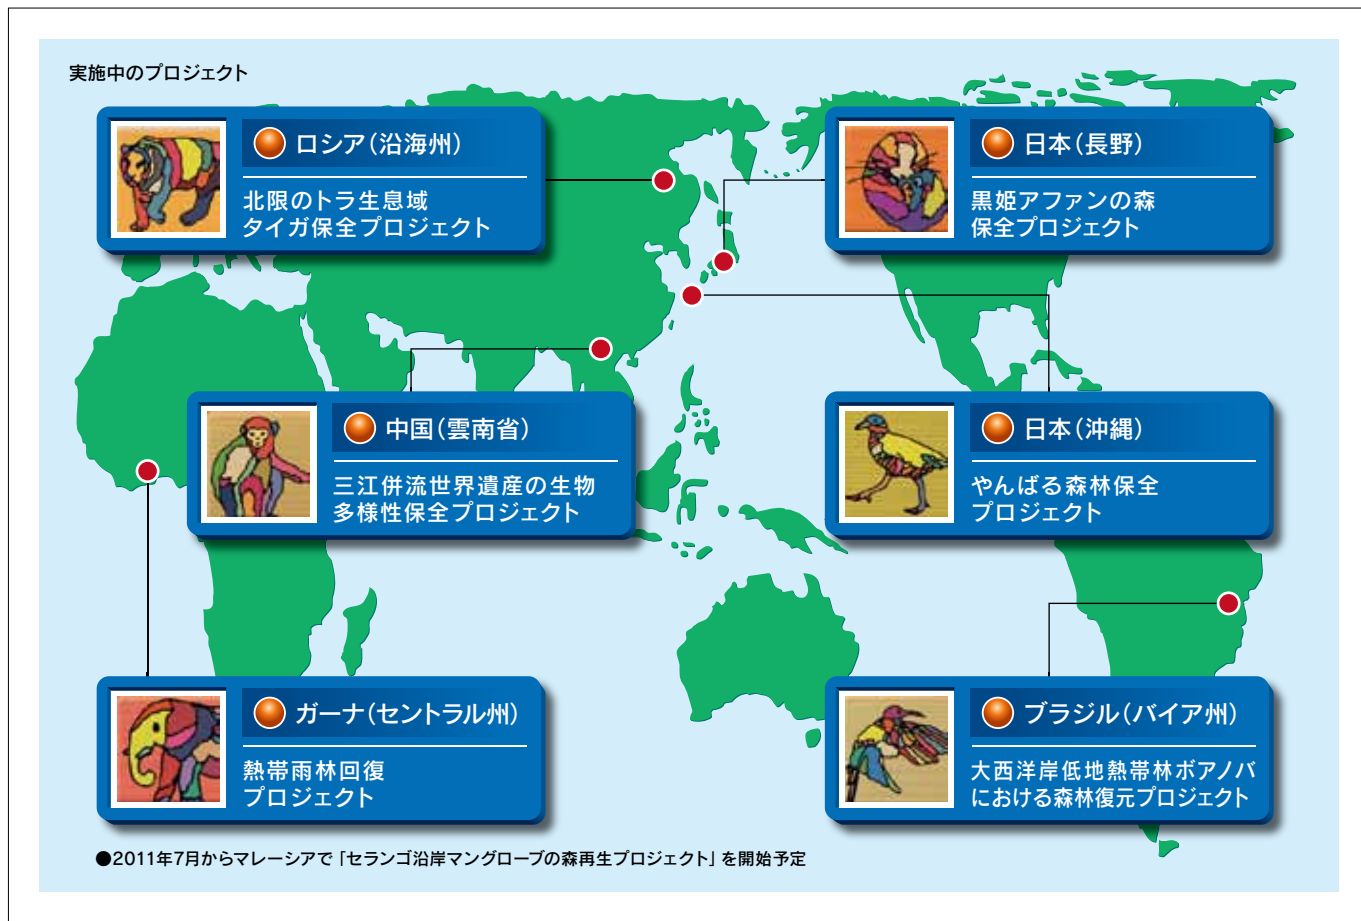 実施中のプロジェクト
ロシア(沿海州)
北限のトラ生息域
タイガ保全プロジェクト
日本(長野)
黒姫アファンの森
保全プロジェクト
中国(雲南省)
三江併流世界遺産の生物
多様性保全プロジェクト
日本(沖縄)
やんばる森林保全
プロジェクト
ガーナ(セントラル州)
熱帯雨林回復
プロジェクト
ブラジル(バイア州)
大西洋岸低地熱帯林ボアノバ
における森林復元プロジェクト
●2011年7月からマレーシアで「セランゴ沿岸マングローブの森再生プロジェクト」を開始予定